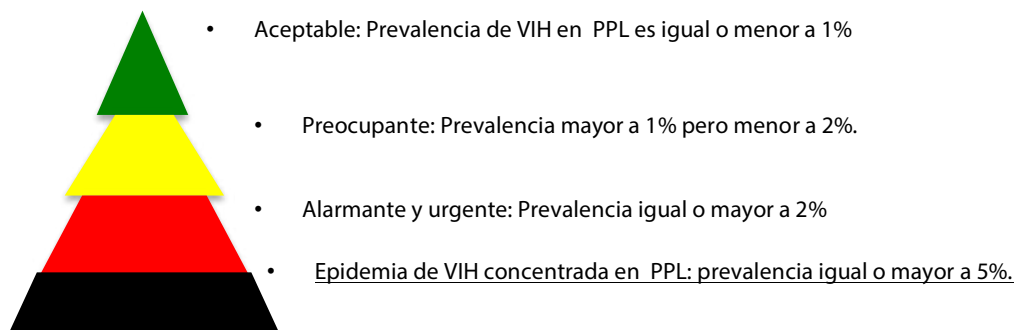 • Aceptable: Prevalencia de VIH en PPL es igual o menor a 1%
• Preocupante: Prevalencia mayor a 1% pero menor a 2%.
• Alarmante y urgente: Prevalencia igual o mayor a 2%
• Epidemia de VIH concentrada en PPL: prevalencia igual o mayor a 5%.